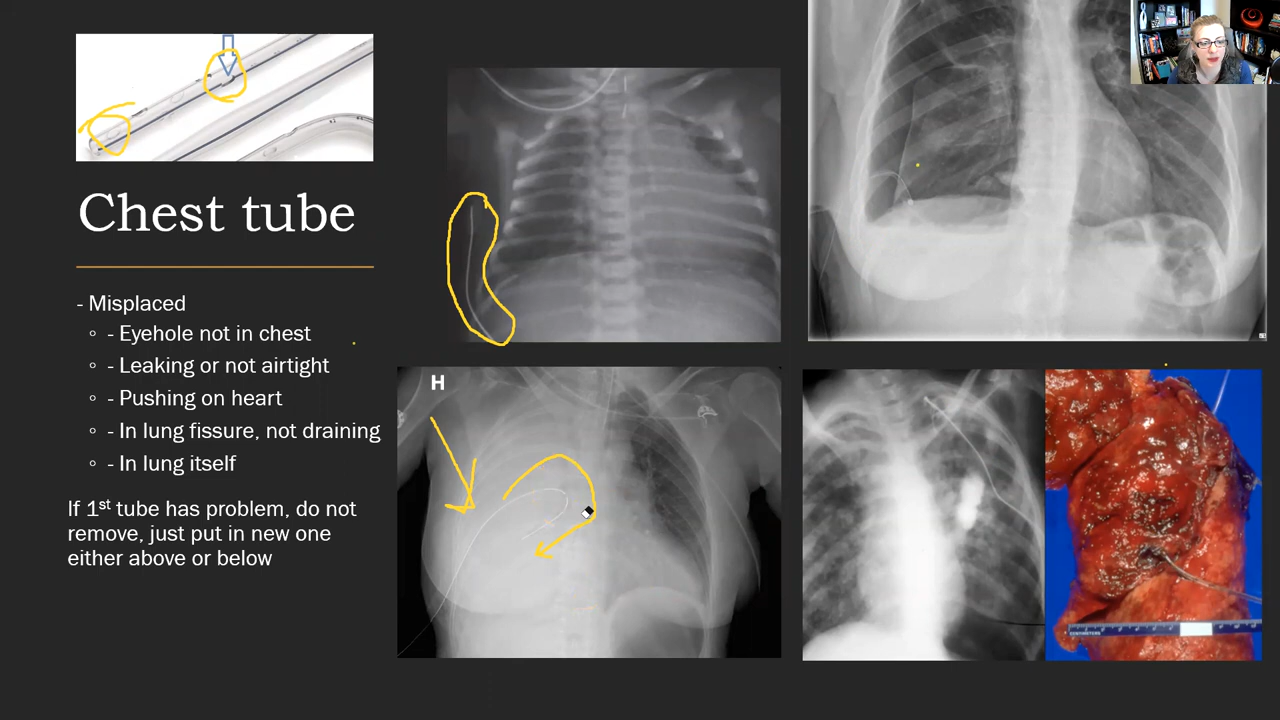 Chest tube
- Misplaced
- Eyehole not in chest
- Leaking or not airtight
- Pushing on heart
- In lung fissure, not draining
- In lung itself
If 1st tube has problem, do not
remove, just put in new one
either above or below
H